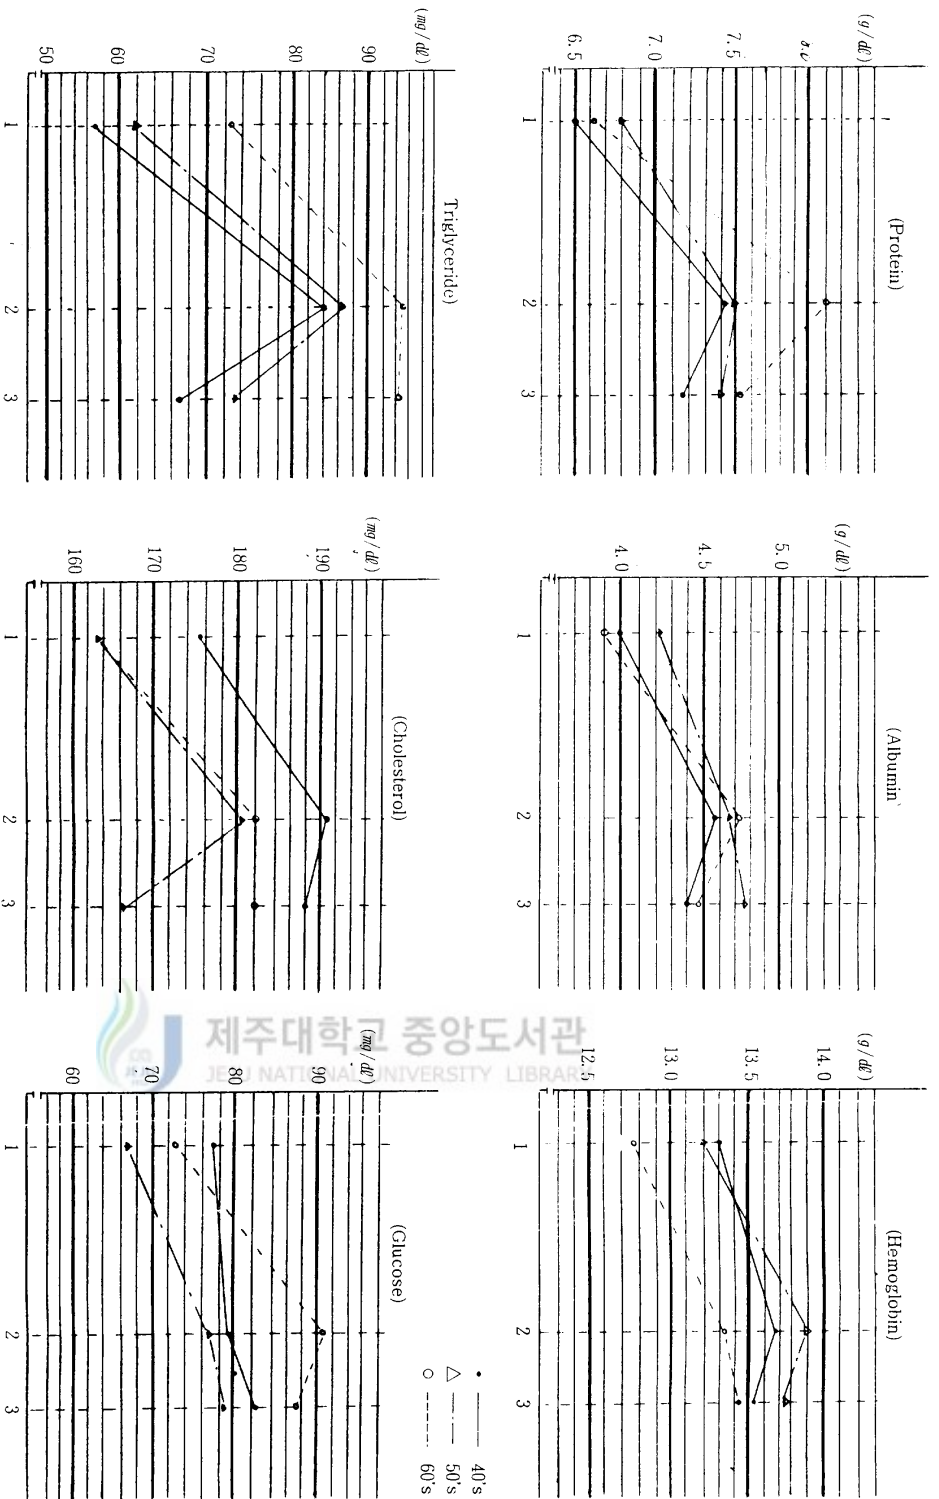 (Protein)
(g/dℓ)
7.5
7.0
6.5
1 2 3
(Albumin)
(g/dℓ)
5.0
4.5
4.0
1 2 3
(Hemoglobin)
(g/dℓ)
14.0
13.5
13.0
12.5
1 2 3
Triglyceride)
(mg/dℓ)
90
80
70
60
50
1 2 3
(Cholesterol)
(mg/dℓ)
190
180
170
160
1 2 3
(Glucose)
(mg/dℓ)
90
80
70
60
1 2 3
40's
50's
60's
제주대학교 중앙도서관
JEJU NATIONAL UNIVERSITY LIBRARY